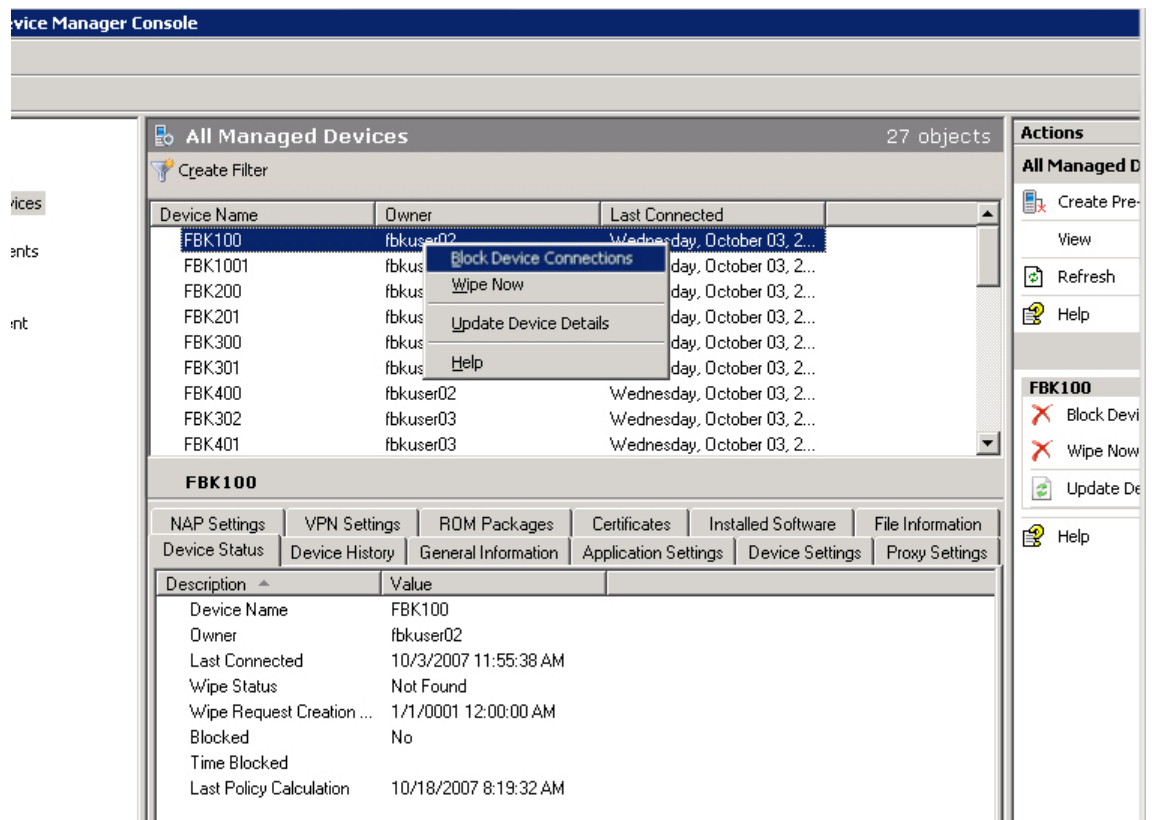 vice Manager Console
All Managed Devices 27 objects
Create Filter
vices
ents
ent
Device Name Owner Last Connected
FBK100 fbkuser02 Wednesday, October 03, 2...
FBK1001 fbkus day, October 03, 2...
FBK200 fbkus day, October 03, 2...
FBK201 fbkus day, October 03, 2...
FBK300 fbkus day, October 03, 2...
FBK301 fbkus day, October 03, 2...
FBK400 fbkuser02 Wednesday, October 03, 2...
FBK302 fbkuser03 Wednesday, October 03, 2...
FBK401 fbkuser03 Wednesday, October 03, 2...
Block Device Connections
Wipe Now
Update Device Details
Help
FBK100
NAP Settings VPN Settings ROM Packages Certificates Installed Software File Information
Device Status Device History General Information Application Settings Device Settings Proxy Settings
Description Value
Device Name FBK100
Owner fbkuser02
Last Connected 10/3/2007 11:55:38 AM
Wipe Status Not Found
Wipe Request Creation ... 1/1/0001 12:00:00 AM
Blocked No
Time Blocked
Last Policy Calculation 10/18/2007 8:19:32 AM
Actions
All Managed D
Create Pre-
View
Refresh
Help
FBK100
Block Devi
Wipe Now
Update De
Help